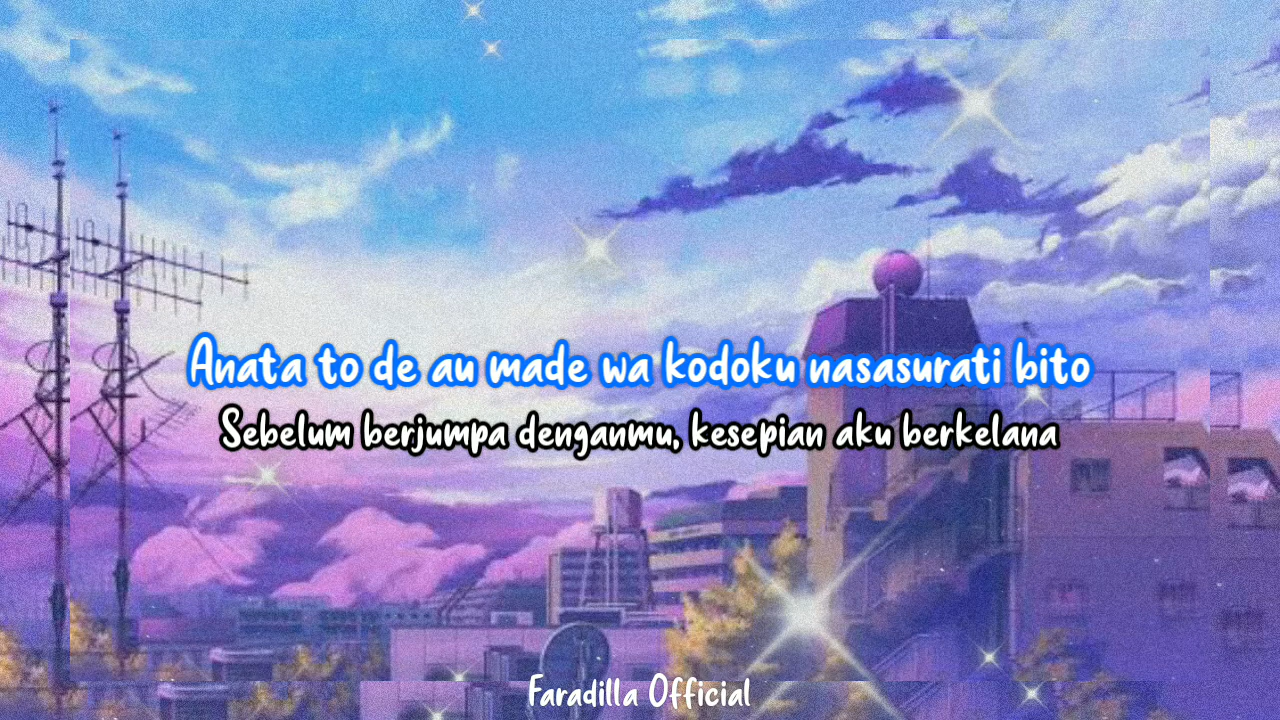 Anata to de au made wa kodoku nasasurati bito
Sebelum berjumpa denganmu, kesepian aku berkelana
Faradilla Official